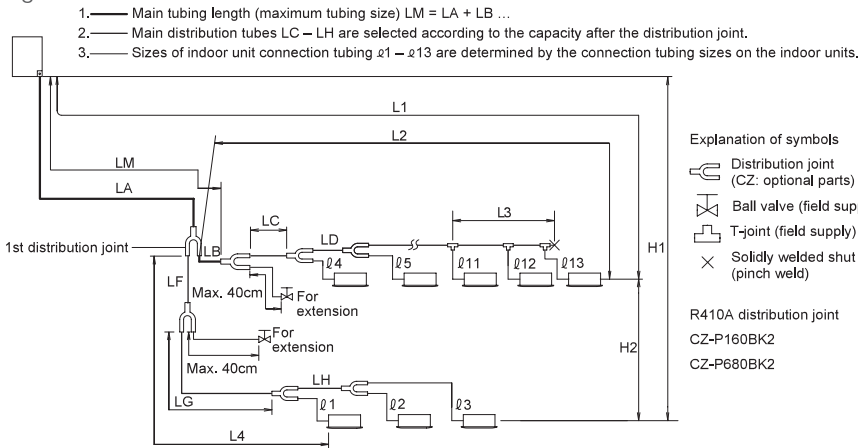 1. Main tubing length (maximum tubing size) LM = LA + LB ...
2. Main distribution tubes LC – LH are selected according to the capacity after the distribution joint.
3. Sizes of indoor unit connection tubing ℓ1 – ℓ13 are determined by the connection tubing sizes on the indoor units.
L1
L2
LM
LA
L3
LC
LD
1st distribution joint
LB
ℓ4
ℓ5
ℓ11
ℓ12
ℓ13
LF
Max. 40cm
For
extension
H1
H2
For
extension
Max. 40cm
LH
LG
ℓ1
ℓ2
ℓ3
L4
Explanation of symbols
Distribution joint
(CZ: optional parts)
Ball valve (field sup
T-joint (field supply)
Solidly welded shut
(pinch weld)
R410A distribution joint
CZ-P160BK2
CZ-P680BK2